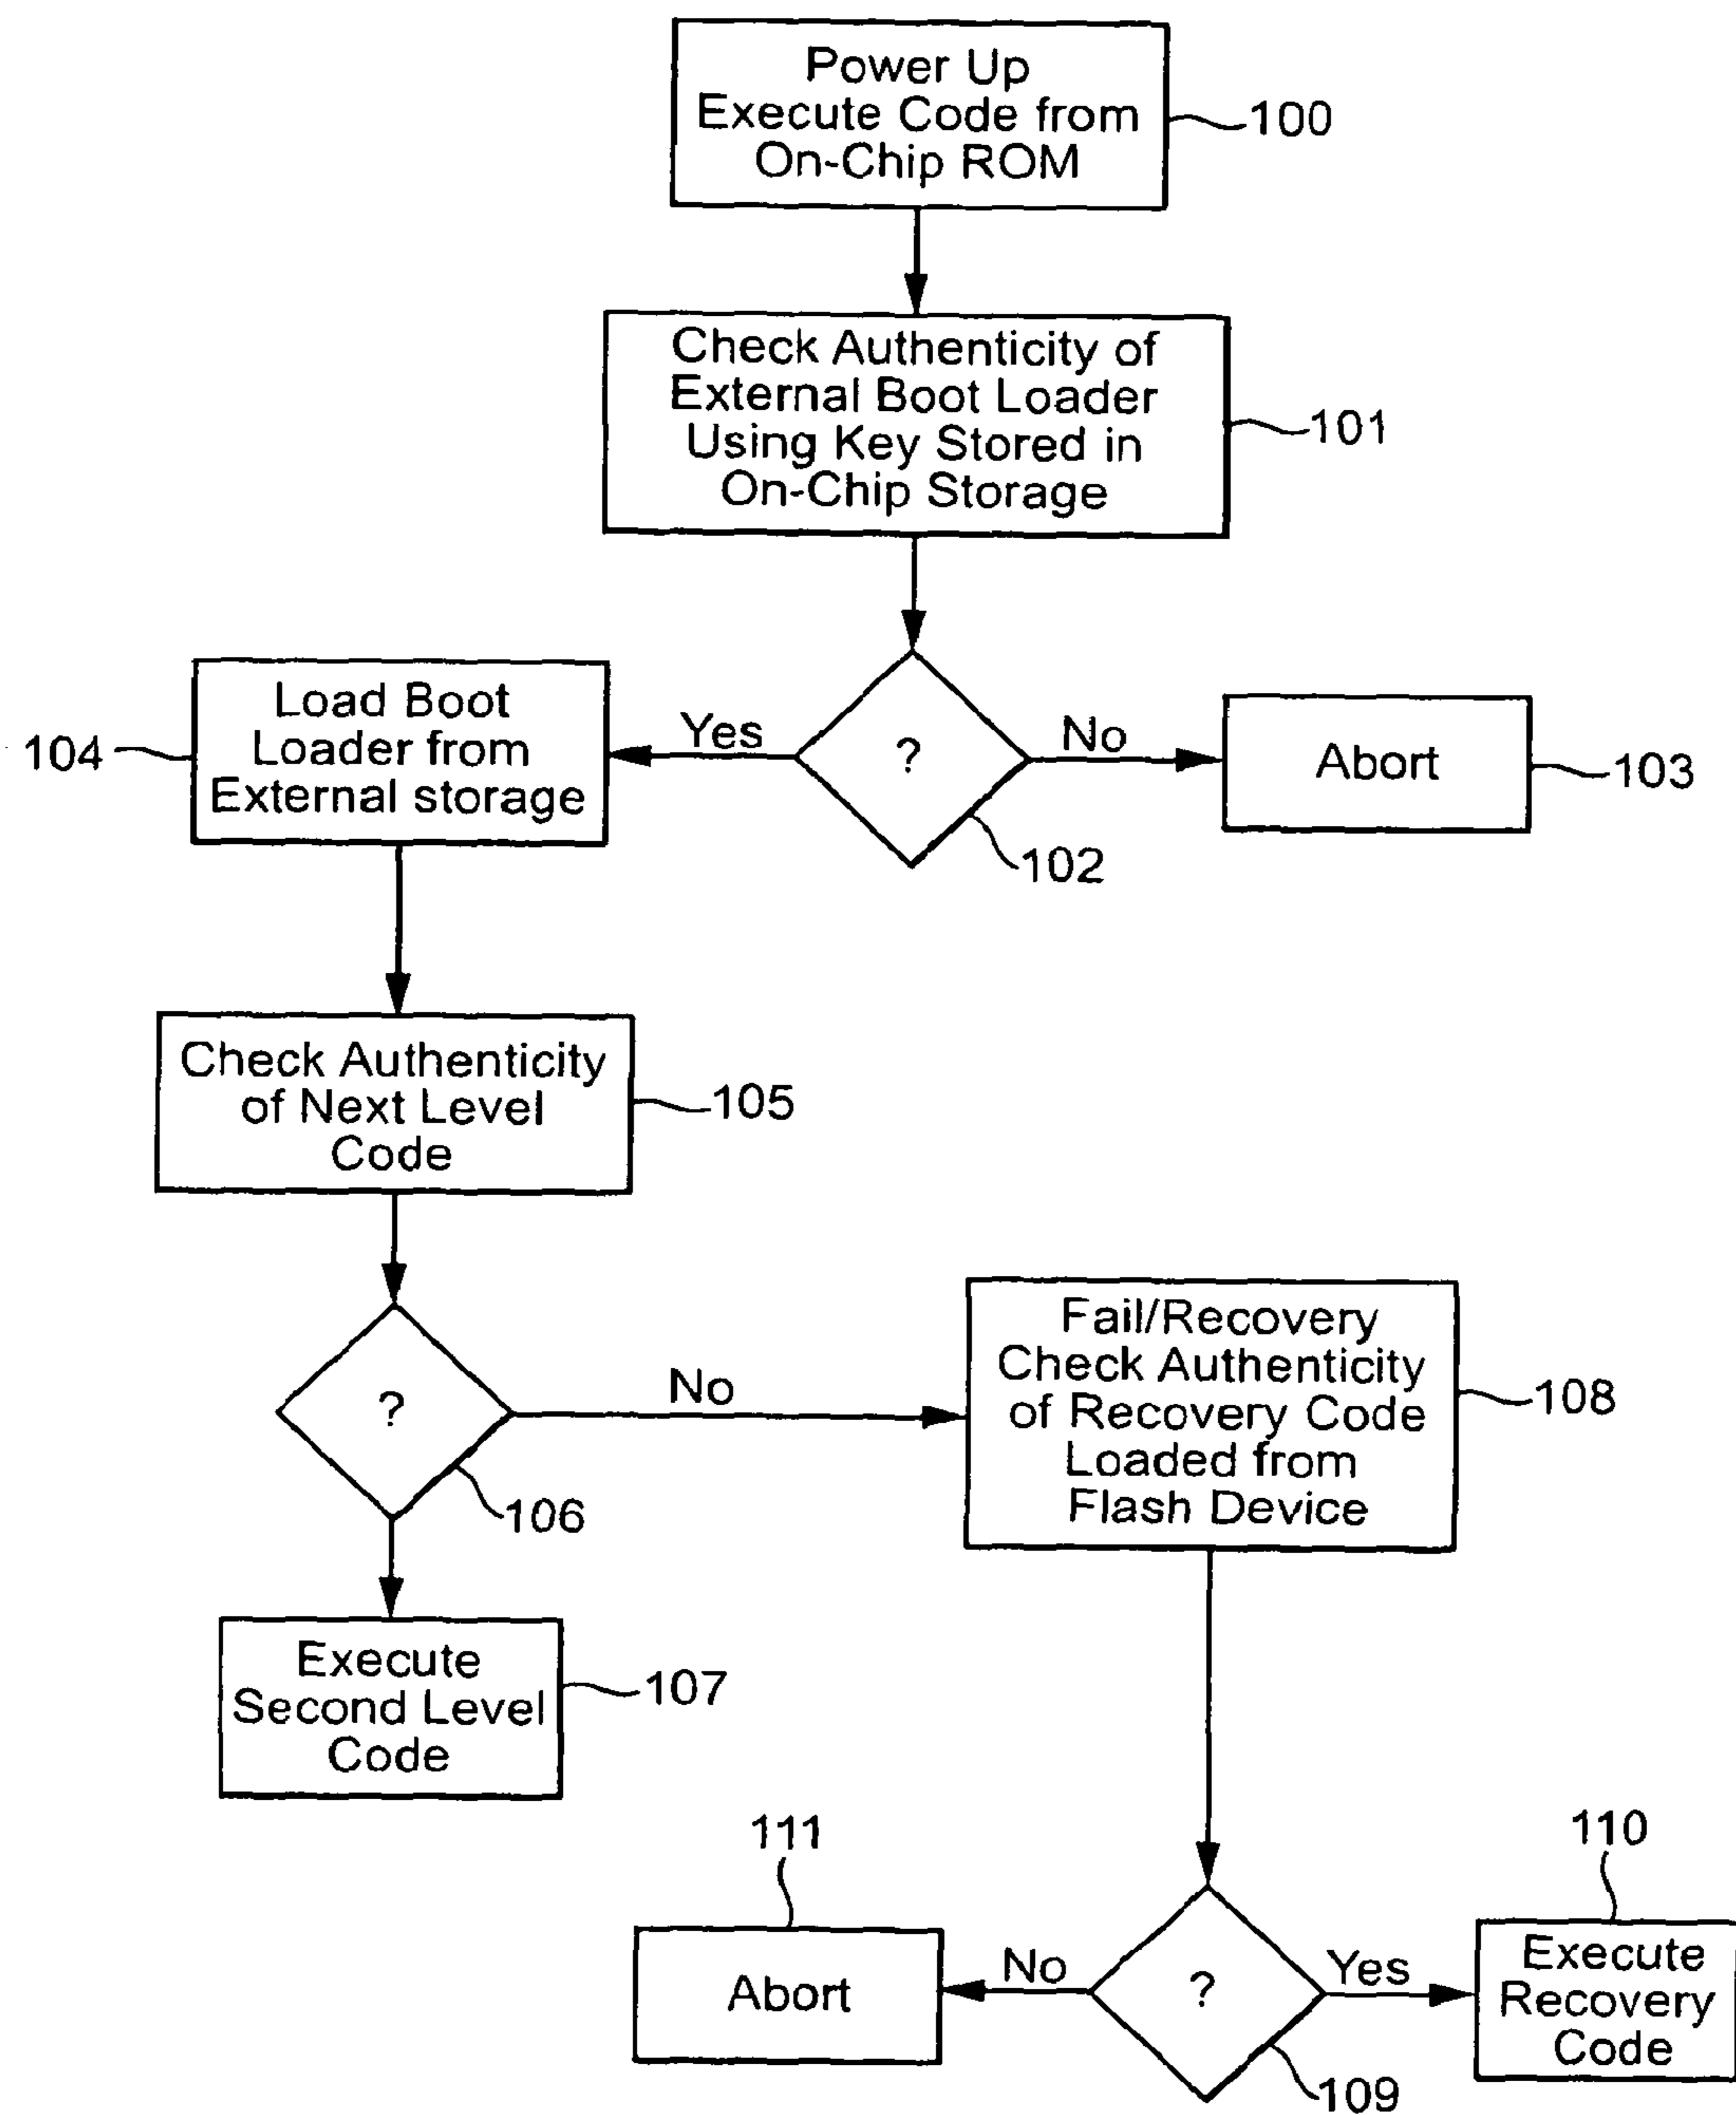 Power Up
Execute Code from
On-Chip ROM
100
Check Authenticity of
External Boot Loader
Using Key Stored in
On-Chip Storage
101
Load Boot
Loader from
External storage
104
Yes
?
No
102
Abort
103
Check Authenticity
of Next Level
Code
105
?
No
106
Fail/Recovery
Check Authenticity
of Recovery Code
Loaded from
Flash Device
108
Execute
Second Level
Code
107
111
Abort
No
?
Yes
109
110
Execute
Recovery
Code